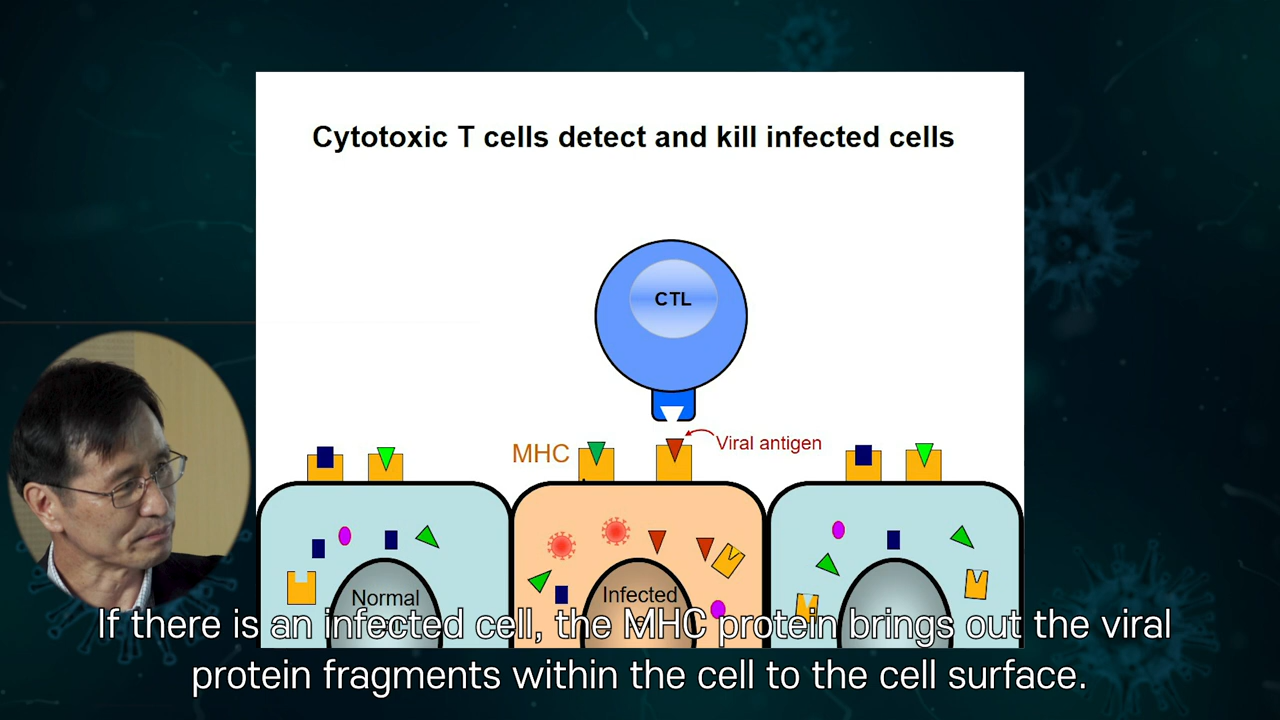 Cytotoxic T cells detect and kill infected cells
CTL
MHC
Viral antigen
Normal
Infected
If there is an infected cell, the MHC protein brings out the viral
protein fragments within the cell to the cell surface.